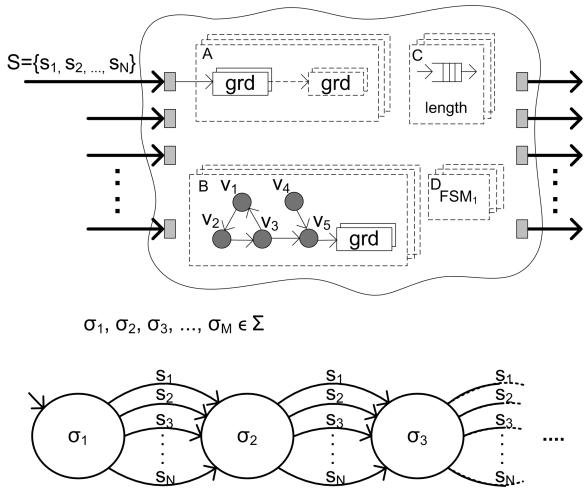 S={s1, s2, ..., sN}
A
grd
grd
C
length
B
v1
v4
v2
v3
v5
grd
D
FSM1
σ1, σ2, σ3, ..., σM ϵ Σ
s1
s1
s1
s2
s2
s2
s3
s3
s3
σ1
σ2
σ3
....
sN
sN
sN